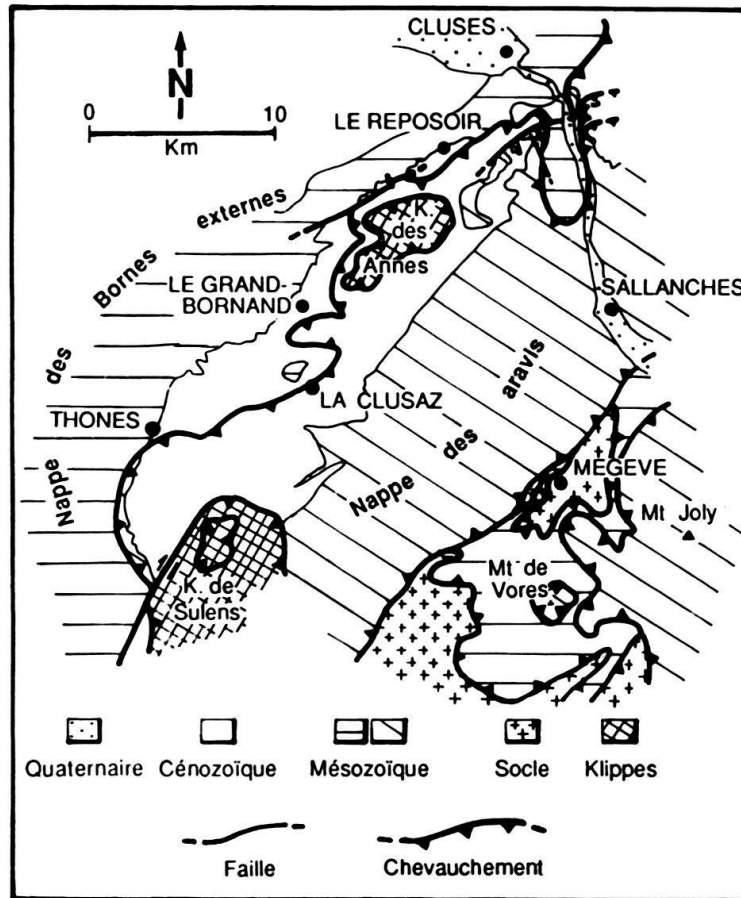 CLUSES
N
0
10
Km
LE REPOSOIR
externes
Bornes
des
Nappe
K.
des
Annes
LE GRAND-
BORNAND
SALLANCHES
LA CLUSAZ
THONES
aravis
des
Nappe
MEGEVE
Mt Joly
Mt de
Vores
K. de
Sulens
Quaternaire
Cénozoïque
Mésozoïque
Socle
Klippes
Faille
Chevauchement